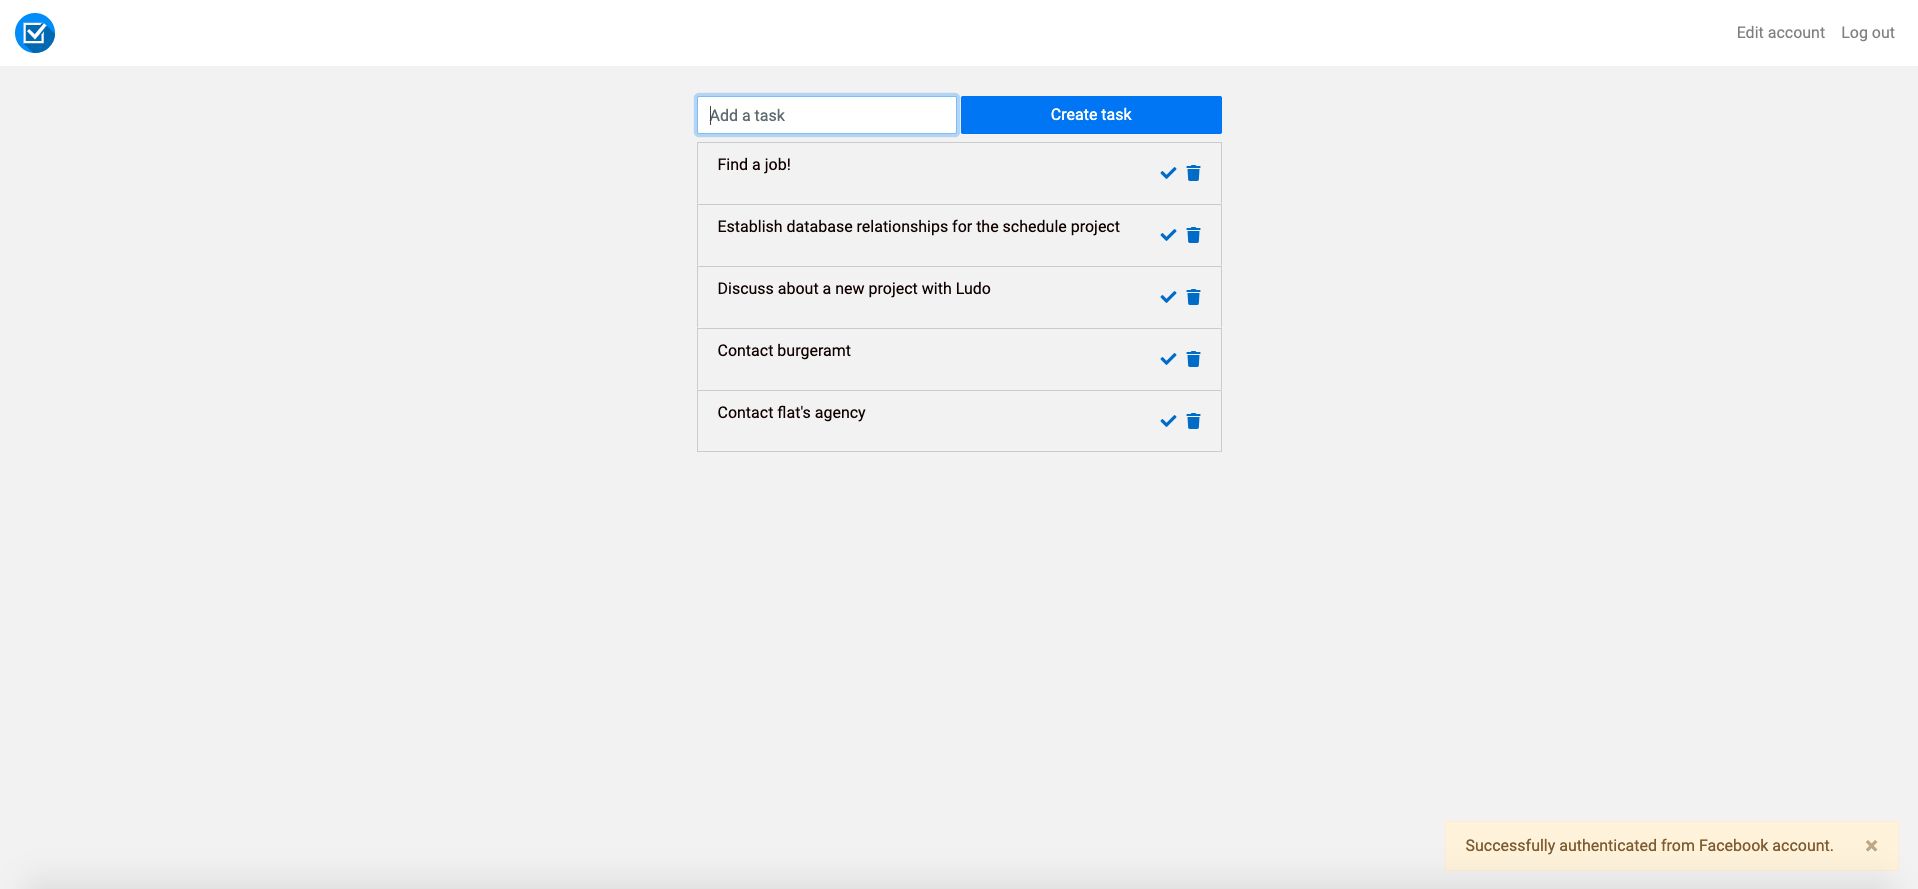 Edit account Log out
Add a task Create task
Find a job!
Establish database relationships for the schedule project
Discuss about a new project with Ludo
Contact burgeramt
Contact flat's agency
Successfully authenticated from Facebook account. ×